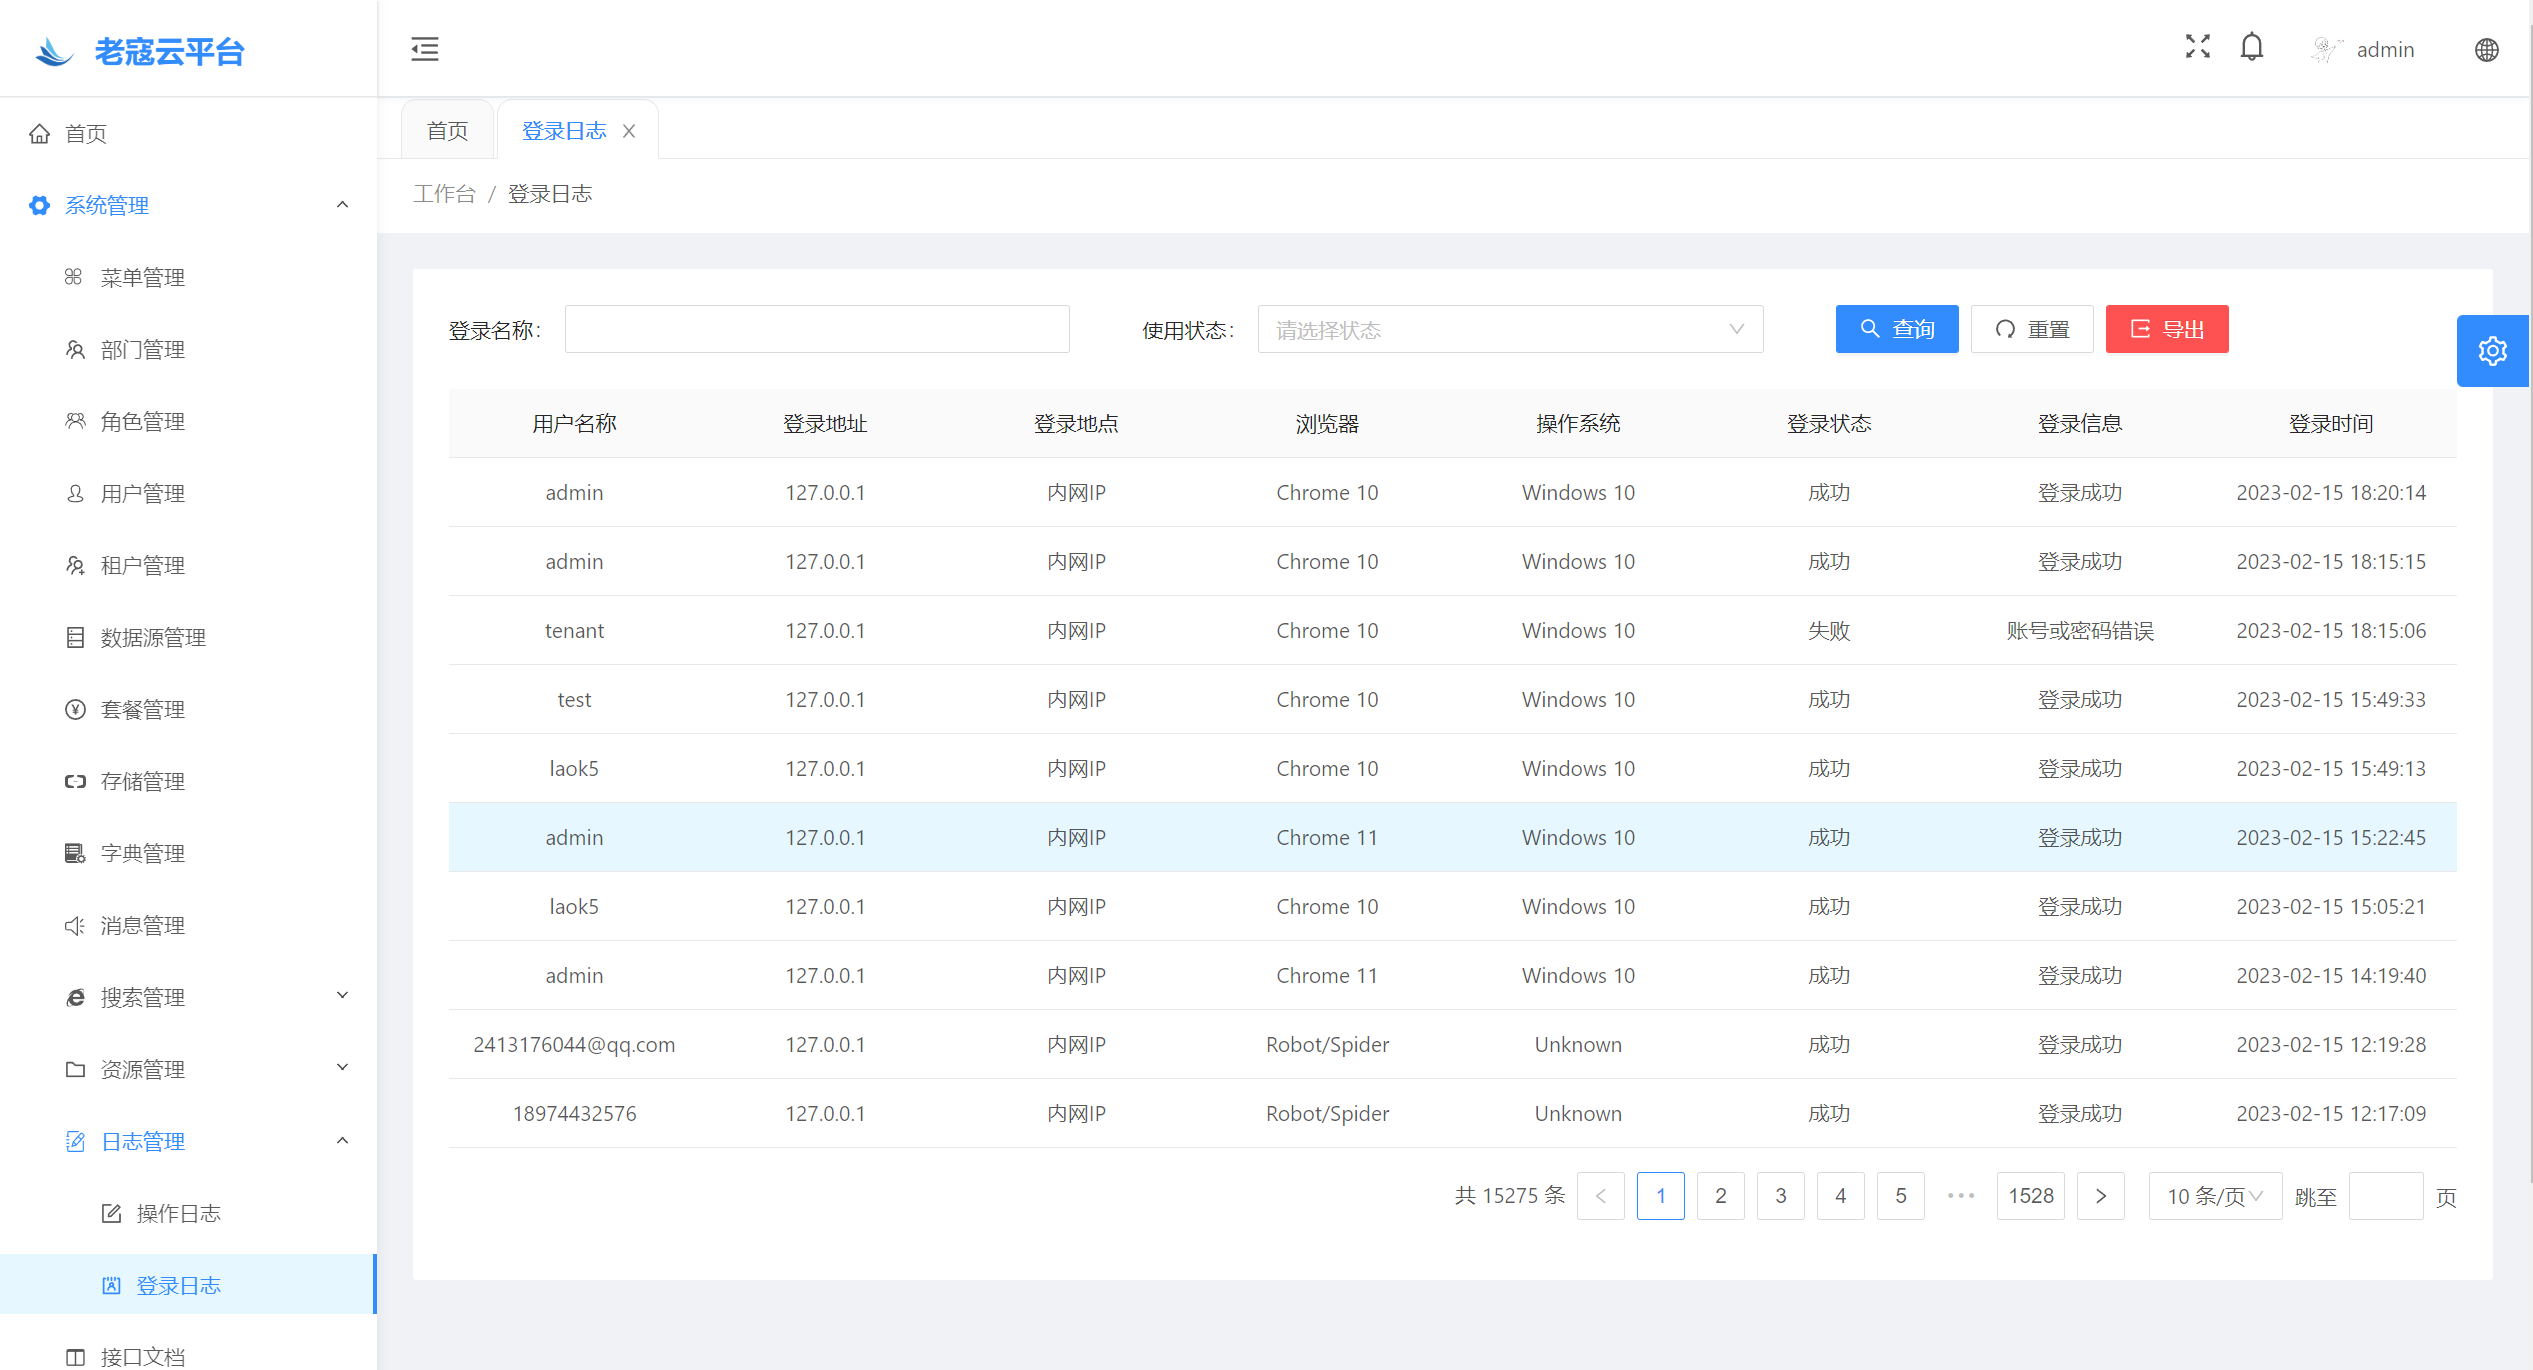 老寇云平台
admin
首页
系统管理
菜单管理
部门管理
角色管理
用户管理
租户管理
数据源管理
套餐管理
存储管理
字典管理
消息管理
搜索管理
资源管理
日志管理
操作日志
登录日志
接口文档
首页 登录日志
工作台 / 登录日志
登录名称: 使用状态: 请选择状态 查询 重置 导出
用户名称 登录地址 登录地点 浏览器 操作系统 登录状态 登录信息 登录时间
admin 127.0.0.1 内网IP Chrome 10 Windows 10 成功 登录成功 2023-02-15 18:20:14
admin 127.0.0.1 内网IP Chrome 10 Windows 10 成功 登录成功 2023-02-15 18:15:15
tenant 127.0.0.1 内网IP Chrome 10 Windows 10 失败 账号或密码错误 2023-02-15 18:15:06
test 127.0.0.1 内网IP Chrome 10 Windows 10 成功 登录成功 2023-02-15 15:49:33
laok5 127.0.0.1 内网IP Chrome 10 Windows 10 成功 登录成功 2023-02-15 15:49:13
admin 127.0.0.1 内网IP Chrome 11 Windows 10 成功 登录成功 2023-02-15 15:22:45
laok5 127.0.0.1 内网IP Chrome 10 Windows 10 成功 登录成功 2023-02-15 15:05:21
admin 127.0.0.1 内网IP Chrome 11 Windows 10 成功 登录成功 2023-02-15 14:19:40
2413176044@qq.com 127.0.0.1 内网IP Robot/Spider Unknown 成功 登录成功 2023-02-15 12:19:28
18974432576 127.0.0.1 内网IP Robot/Spider Unknown 成功 登录成功 2023-02-15 12:17:09
共 15275 条 < 1 2 3 4 5 ••• 1528 > 10 条/页 跳至 页